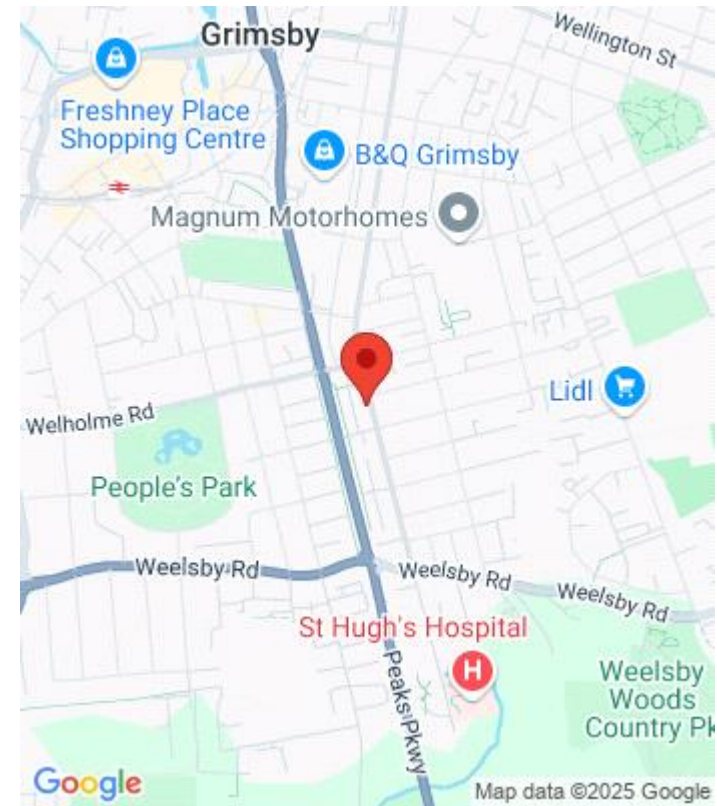 Grimsby
Wellington St
Freshney Place
Shopping Centre
B&Q Grimsby
Magnum Motorhomes
Lidl
Welholme Rd
People's Park
Weelsby Rd
Weelsby Rd
Weelsby Rd
St Hugh's Hospital
H
Peaks Pkwy
Weelsby
Woods
Country Pk
Google
Map data ©2025 Google